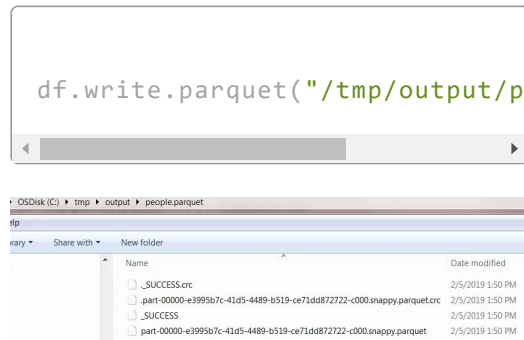 df.write.parquet("/tmp/output/p
OSDisk (C:) ▸ tmp ▸ output ▸ people.parquet
elp
Share with ▾ New folder
Name Date modified
._SUCCESS.crc 2/5/2019 1:50 PM
.part-00000-e3995b7c-41d5-4489-b519-ce71dd872722-c000.snappy.parquet.crc 2/5/2019 1:50 PM
_SUCCESS 2/5/2019 1:50 PM
part-00000-e3995b7c-41d5-4489-b519-ce71dd872722-c000.snappy.parquet 2/5/2019 1:50 PM